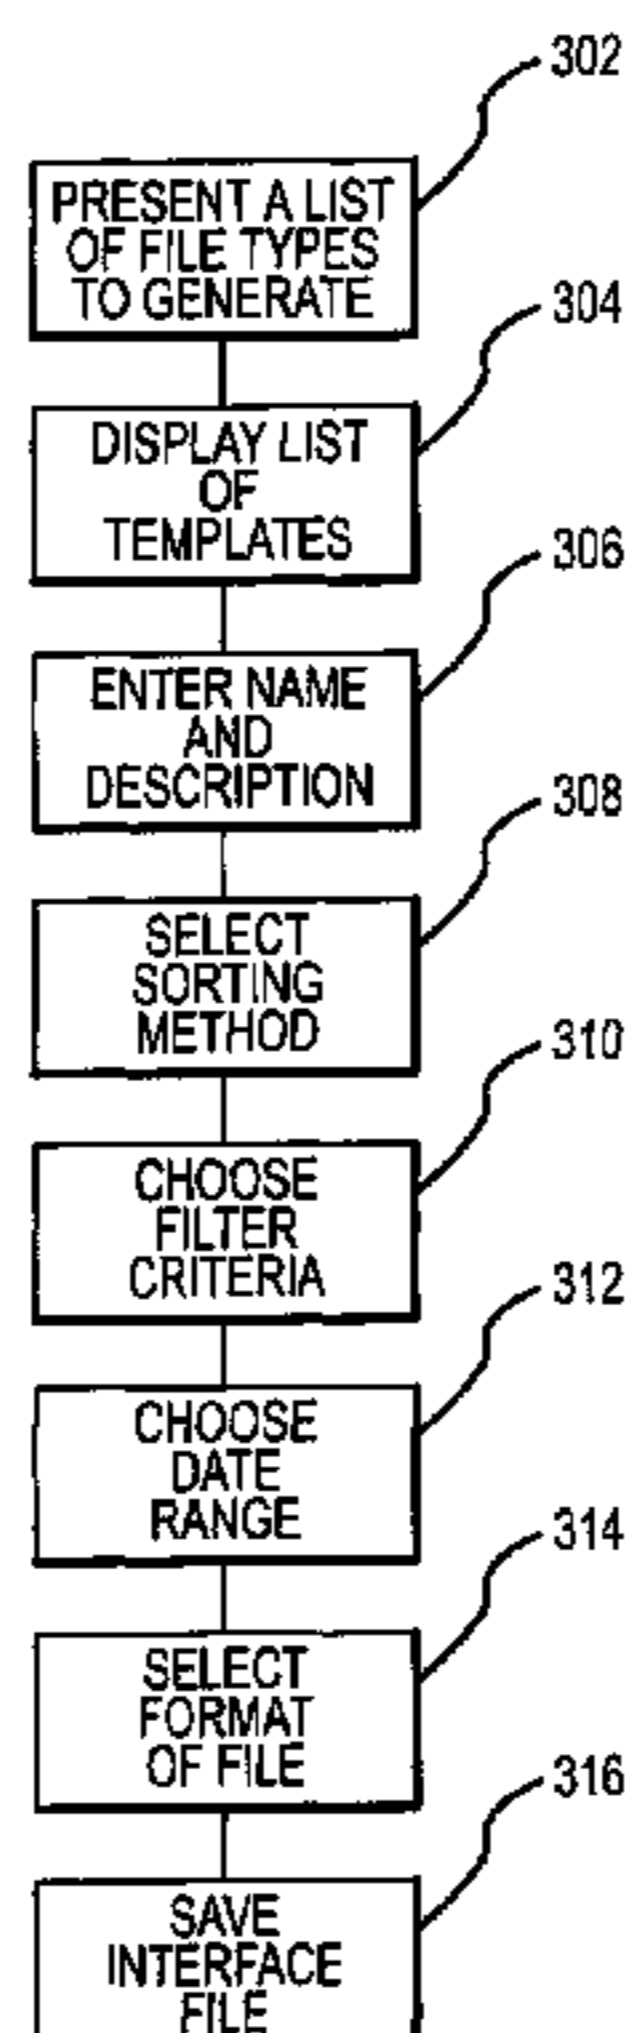 302
PRESENT A LIST
OF FILE TYPES
TO GENERATE
304
DISPLAY LIST
OF
TEMPLATES
306
ENTER NAME
AND
DESCRIPTION
308
SELECT
SORTING
METHOD
310
CHOOSE
FILTER
CRITERIA
312
CHOOSE
DATE
RANGE
314
SELECT
FORMAT
OF FILE
316
SAVE
INTERFACE
FILE